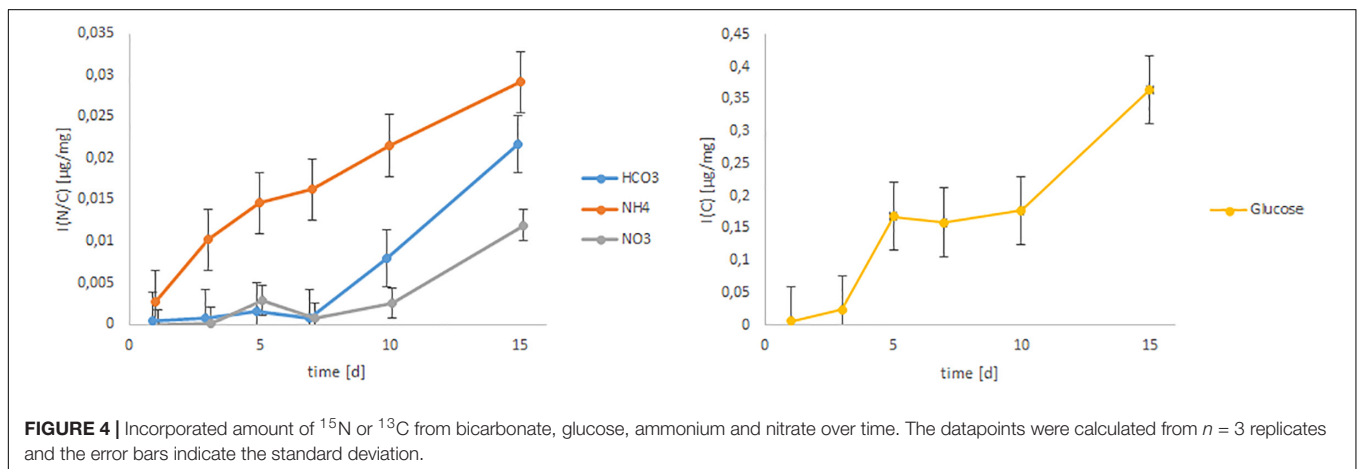 0,035
0,03
0,025
0,02
0,015
0,01
0,005
0
I(N/C) [µg/mg]
0 5 10 15
time [d]
HCO3
NH4
NO3
0,45
0,4
0,35
0,3
0,25
0,2
0,15
0,1
0,05
0
I(C) [µg/mg]
0 5 10 15
time [d]
Glucose
FIGURE 4 | Incorporated amount of ¹⁵N or ¹³C from bicarbonate, glucose, ammonium and nitrate over time. The datapoints were calculated from n = 3 replicates
and the error bars indicate the standard deviation.